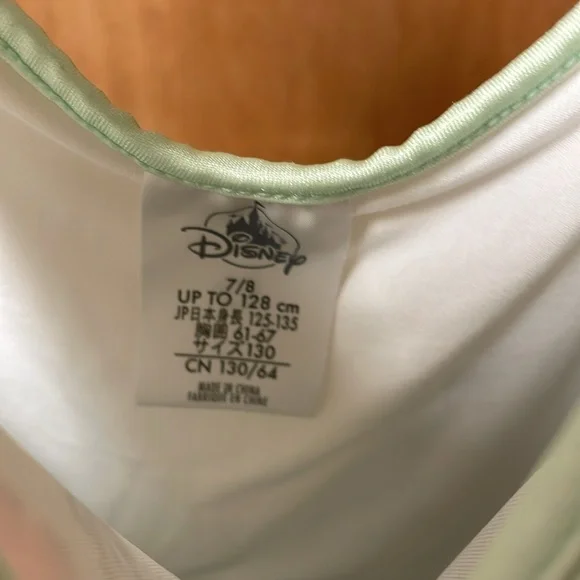 Disney
7/8
UP TO 128 cm
JP日本身長 125-135
胸囲 61-67
サイズ130
CN 130/64
MADE IN CHINA
FABRIQUE EN CHINE